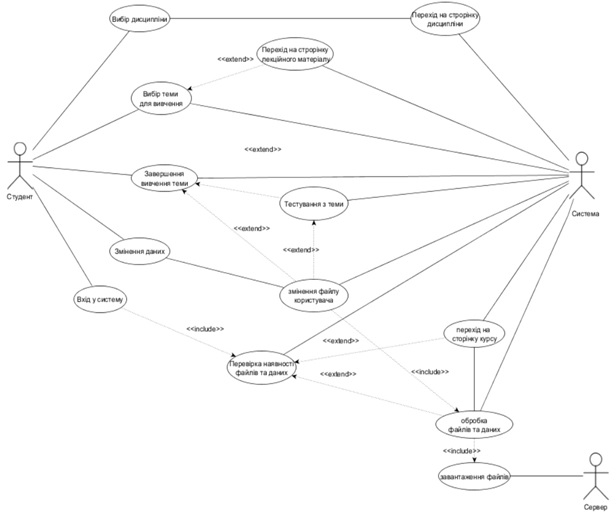 Вибір дисципліни
Перехід на строрінку
дисципліни
Перехід на строрінку
лекційного матеріалу
<<extend>>
Вибір теми
для вивчення
<<extend>>
Студент
Завершення
вивчення теми
Система
Тестування з теми
<<extend>>
<<extend>>
Змінення даних
Вхід у систему
змінення файлу
користувача
<<include>>
перехід на
сторінку курсу
<<extend>>
Перевірка наявності
файлів та даних
<<extend>>
<<include>>
обробка
файлів та даних
<<include>>
завантаження файлів
Сервер